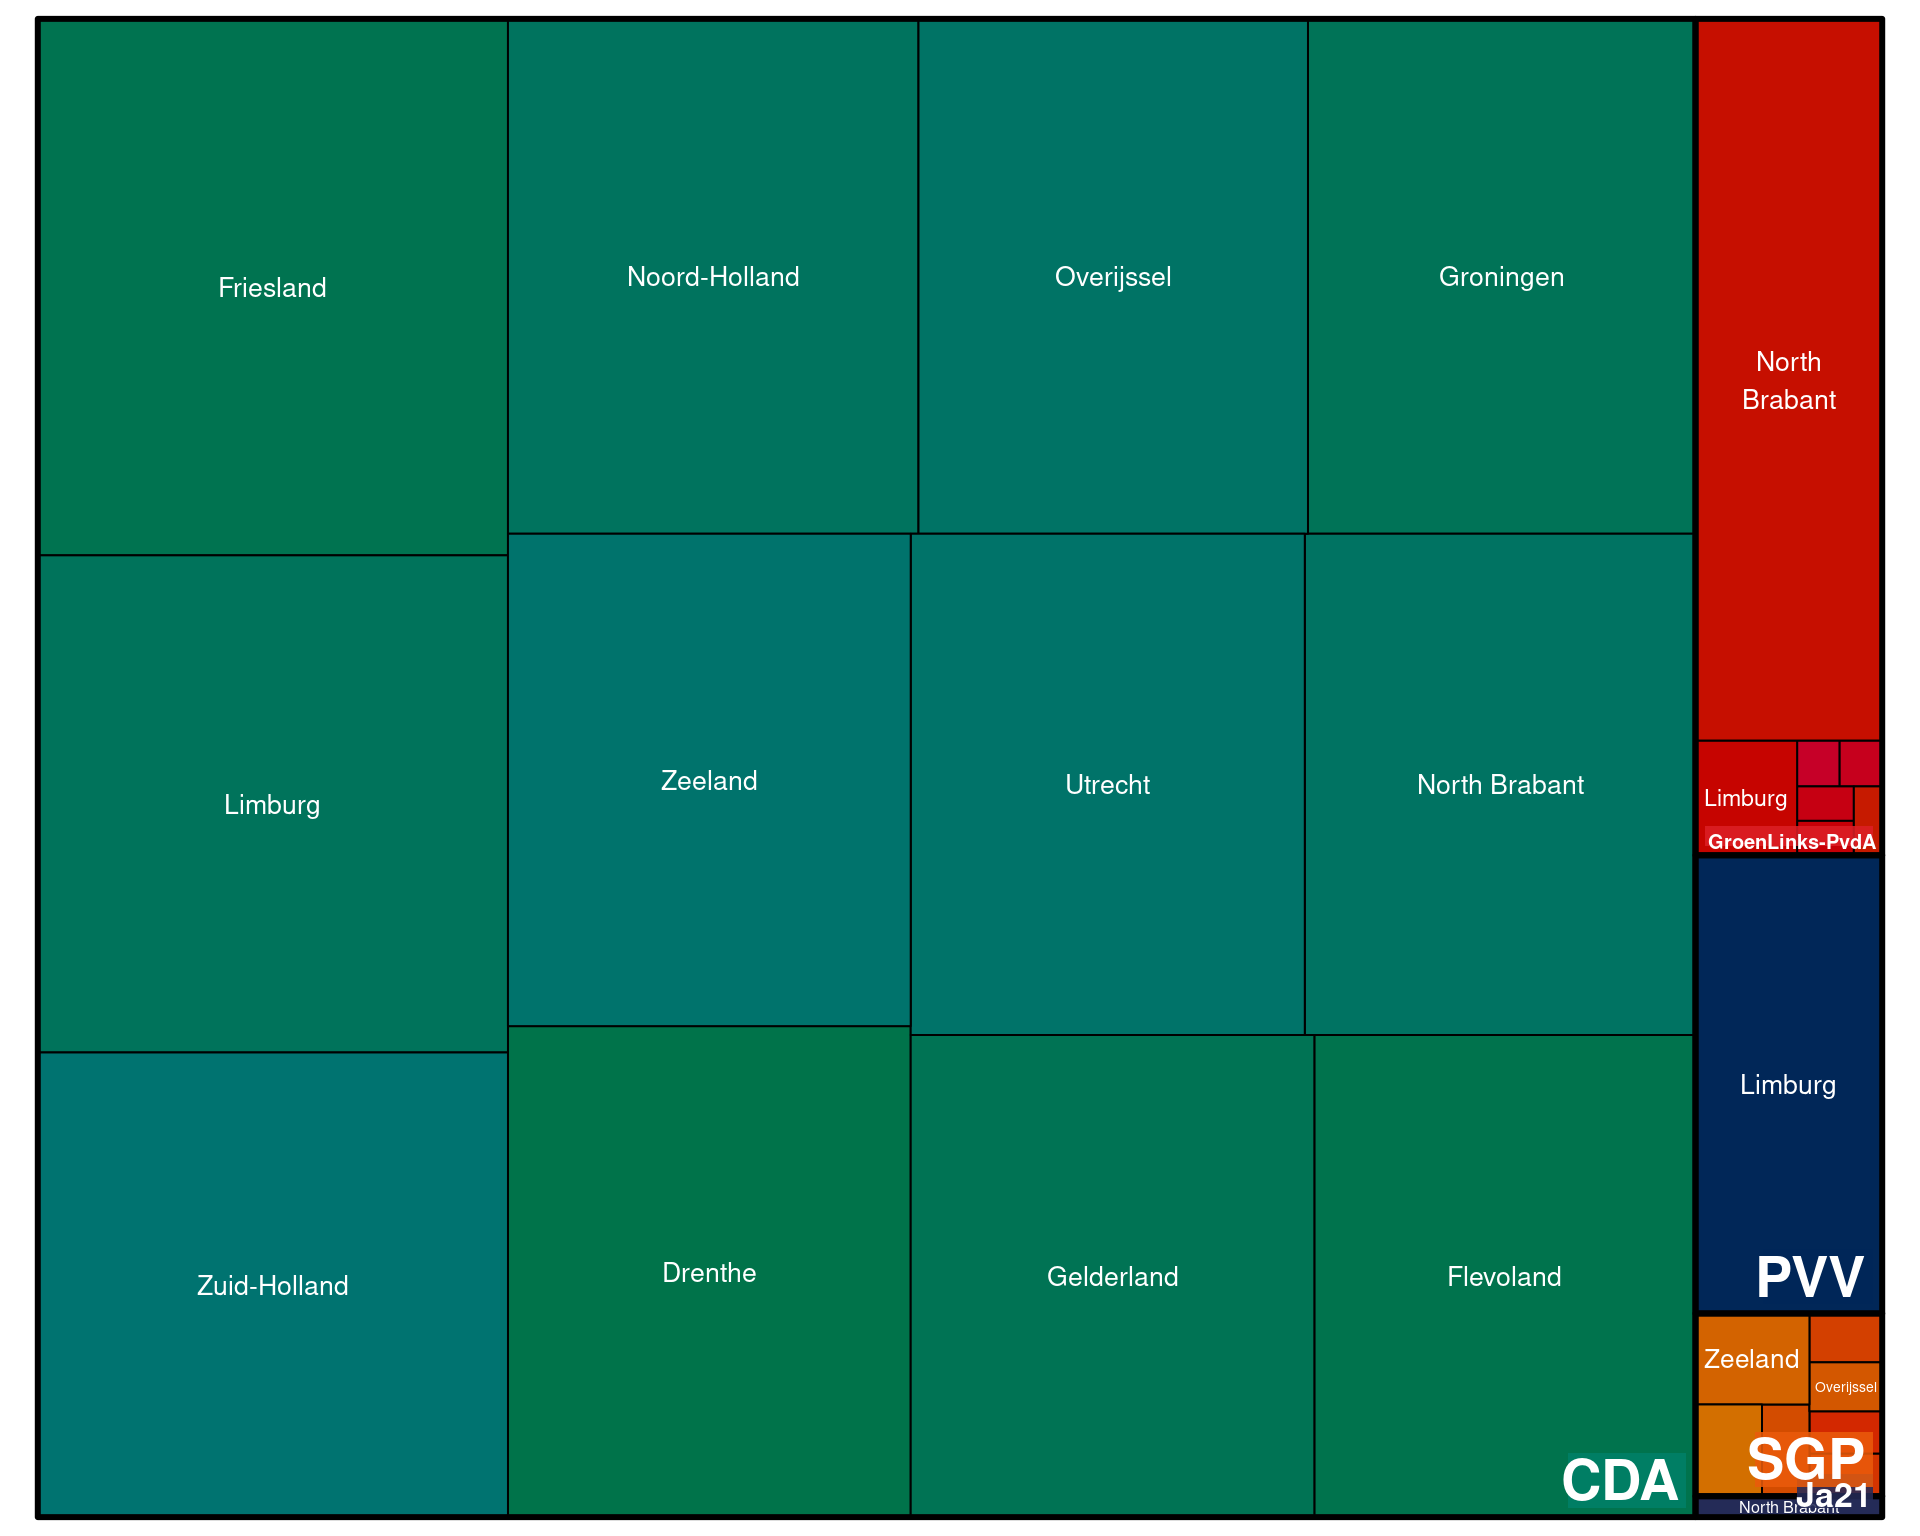 Friesland
Noord-Holland
Overijssel
Groningen
Limburg
Zeeland
Utrecht
North Brabant
Zuid-Holland
Drenthe
Gelderland
Flevoland
CDA
North
Brabant
Limburg
GroenLinks-PvdA
Limburg
PVV
Zeeland
Overijssel
SGP
Ja21
North Brabant